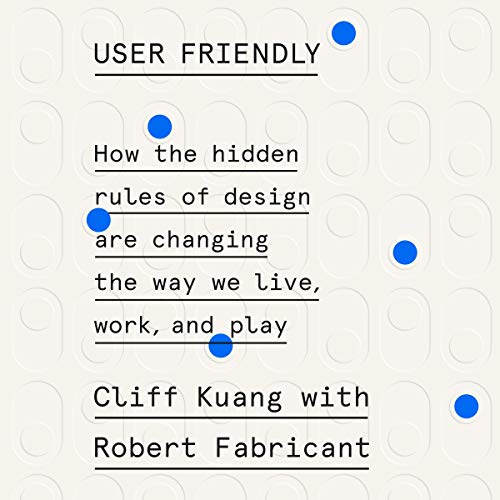 USER FRIENDLY
How the hidden
rules of design
are changing
the way we live,
work, and play
Cliff Kuang with
Robert Fabricant